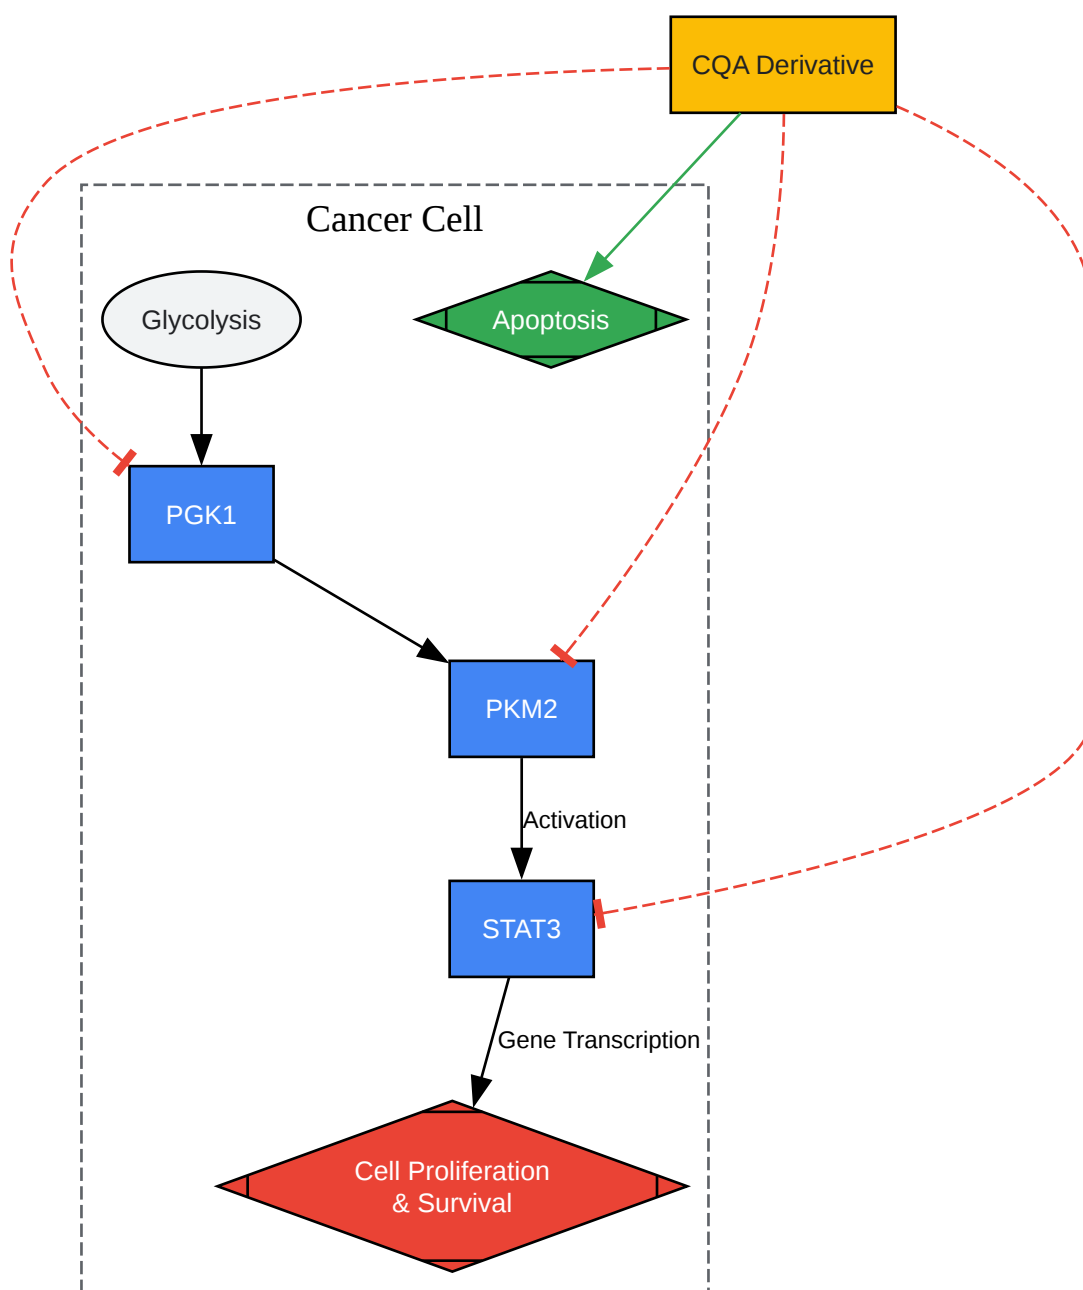 CQA Derivative
Cancer Cell
Glycolysis
Apoptosis
PGK1
PKM2
Activation
STAT3
Gene Transcription
Cell Proliferation
& Survival